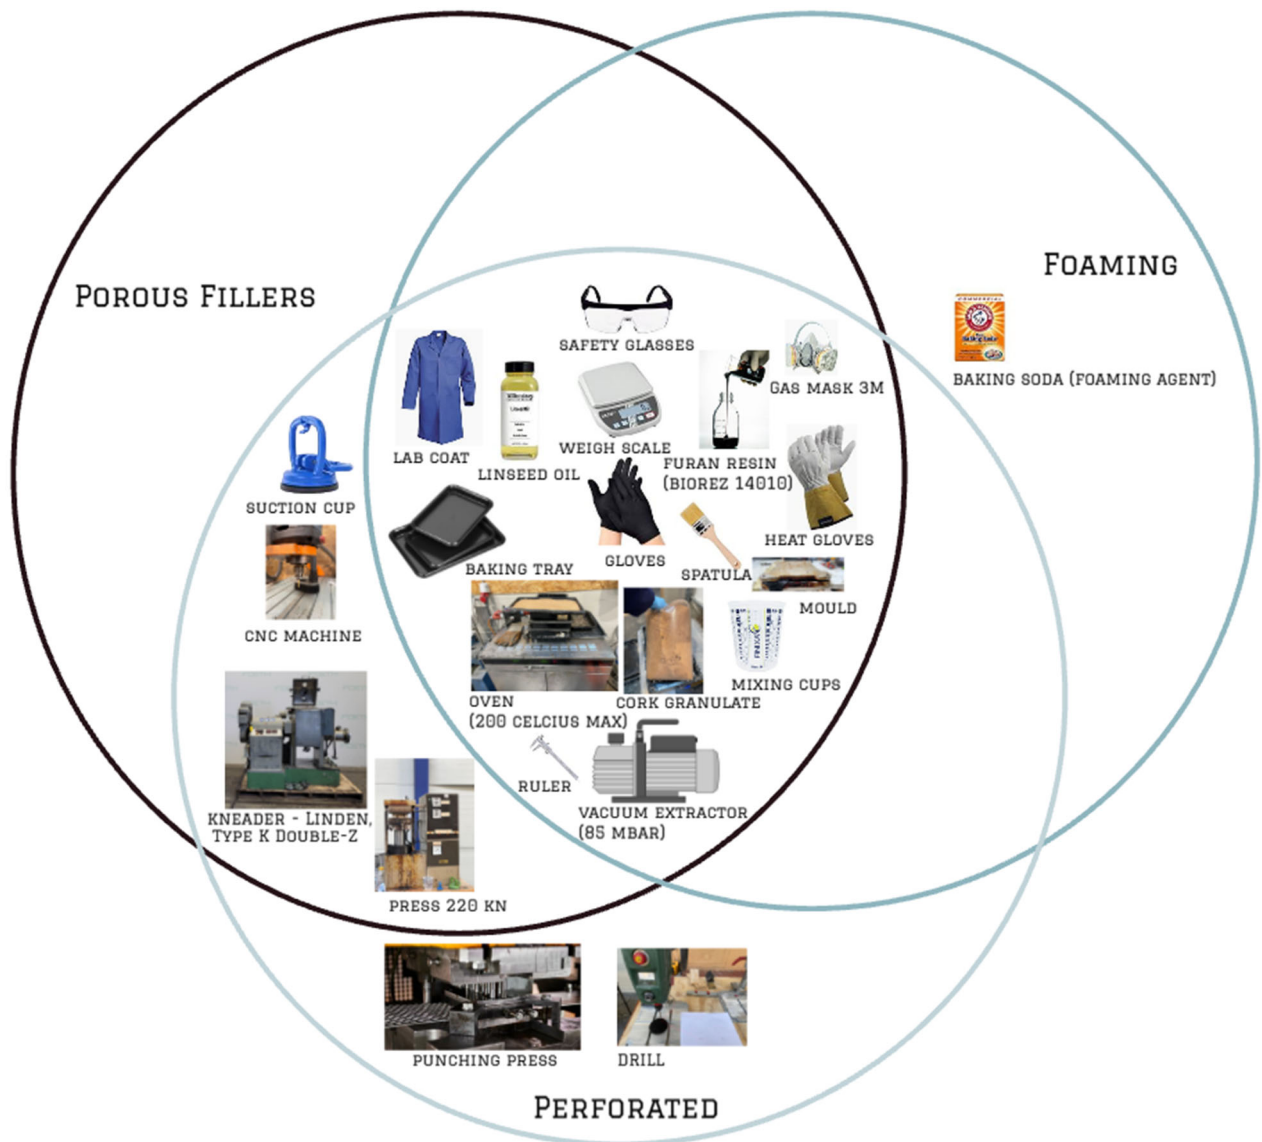 Porous Fillers
Foaming
SAFETY GLASSES
GAS MASK 3M
BAKING SODA (FOAMING AGENT)
LAB COAT
LINSEED OIL
WEIGH SCALE
FURAN RESIN
(BIOREZ 14010)
SUCTION CUP
HEAT GLOVES
BAKING TRAY
GLOVES
SPATULA
MOULD
CNC MACHINE
MIXING CUPS
OVEN
(200 CELCIUS MAX)
CORK GRANULATE
RULER
VACUUM EXTRACTOR
(85 MBAR)
KNEADER - LINDEN,
TYPE K DOUBLE-Z
PRESS 220 KN
PUNCHING PRESS
DRILL
Perforated